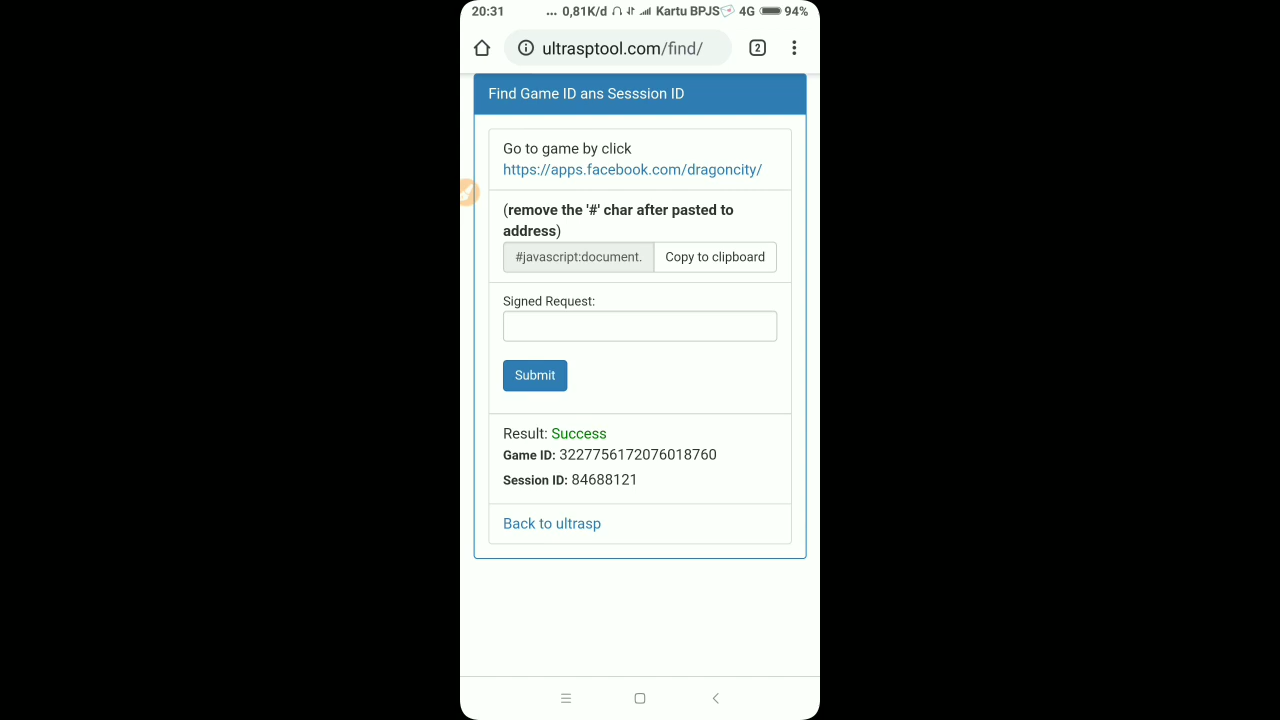 20:31 ... 0,81K/d Kartu BPJS 4G 94%
ultrasptool.com/find/ 2
Find Game ID ans Sesssion ID
Go to game by click
https://apps.facebook.com/dragoncity/
(remove the '#' char after pasted to
address)
#javascript:document. Copy to clipboard
Signed Request:
Submit
Result: Success
Game ID: 3227756172076018760
Session ID: 84688121
Back to ultrasp